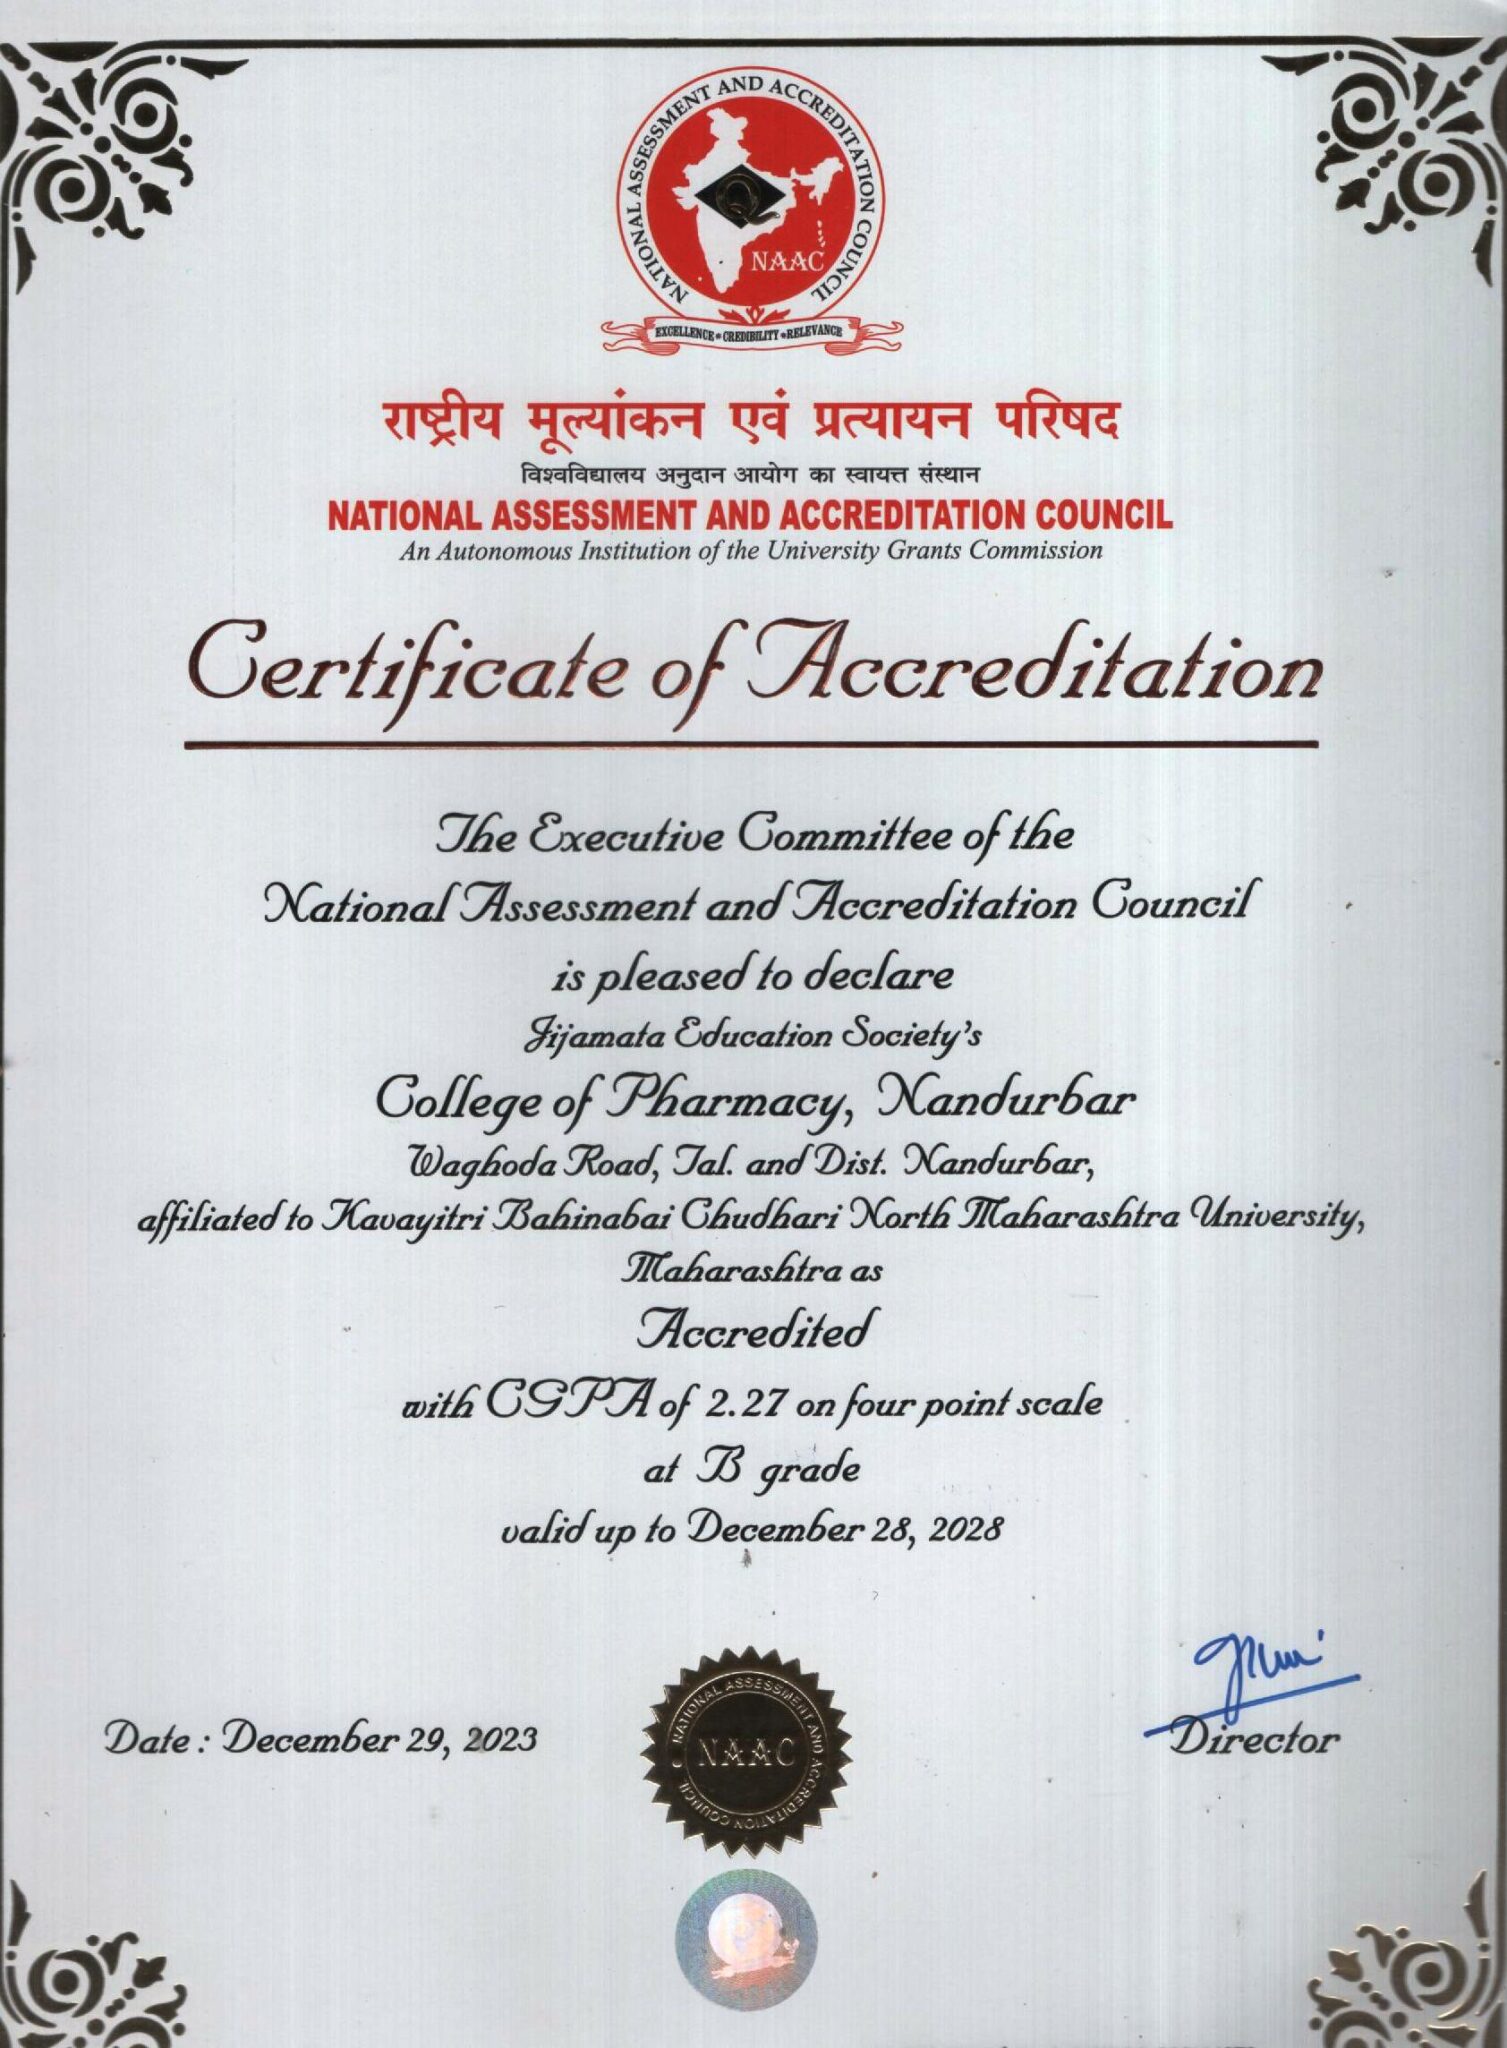 NATIONAL ASSESSMENT AND ACCREDITATION COUNCIL
Q
NAAC
EXCELLENCE • CREDIBILITY • RELEVANCE
राष्ट्रीय मूल्यांकन एवं प्रत्यायन परिषद
विश्वविद्यालय अनुदान आयोग का स्वायत्त संस्थान
NATIONAL ASSESSMENT AND ACCREDITATION COUNCIL
An Autonomous Institution of the University Grants Commission
Certificate of Accreditation
The Executive Committee of the
National Assessment and Accreditation Council
is pleased to declare
Jijamata Education Society's
College of Pharmacy, Nandurbar
Waghoda Road, Tal. and Dist. Nandurbar,
affiliated to Kavayitri Bahinabai Chudhari North Maharashtra University,
Maharashtra as
Accredited
with CGPA of 2.27 on four point scale
at B grade
valid up to December 28, 2028
Date : December 29, 2023
NATIONAL ASSESSMENT AND ACCREDITATION COUNCIL
NAAC
Director